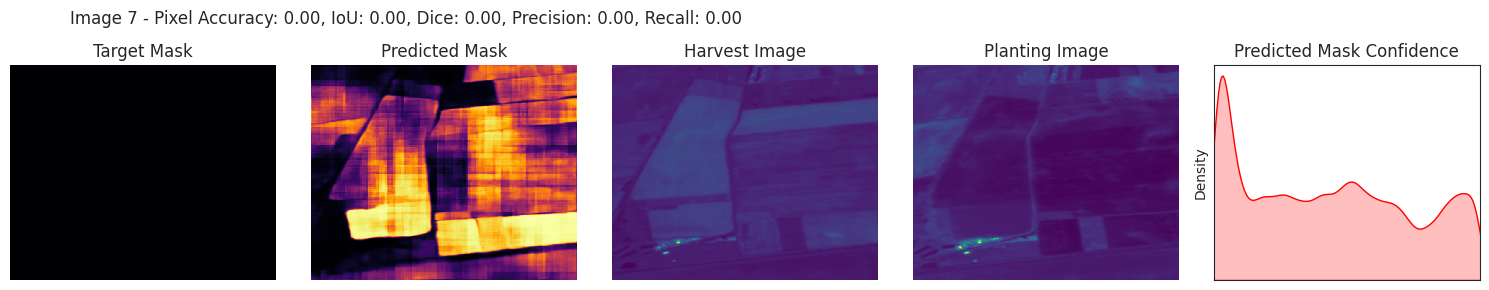 Image 7 - Pixel Accuracy: 0.00, IoU: 0.00, Dice: 0.00, Precision: 0.00, Recall: 0.00
Target Mask
Predicted Mask
Harvest Image
Planting Image
Predicted Mask Confidence
Density